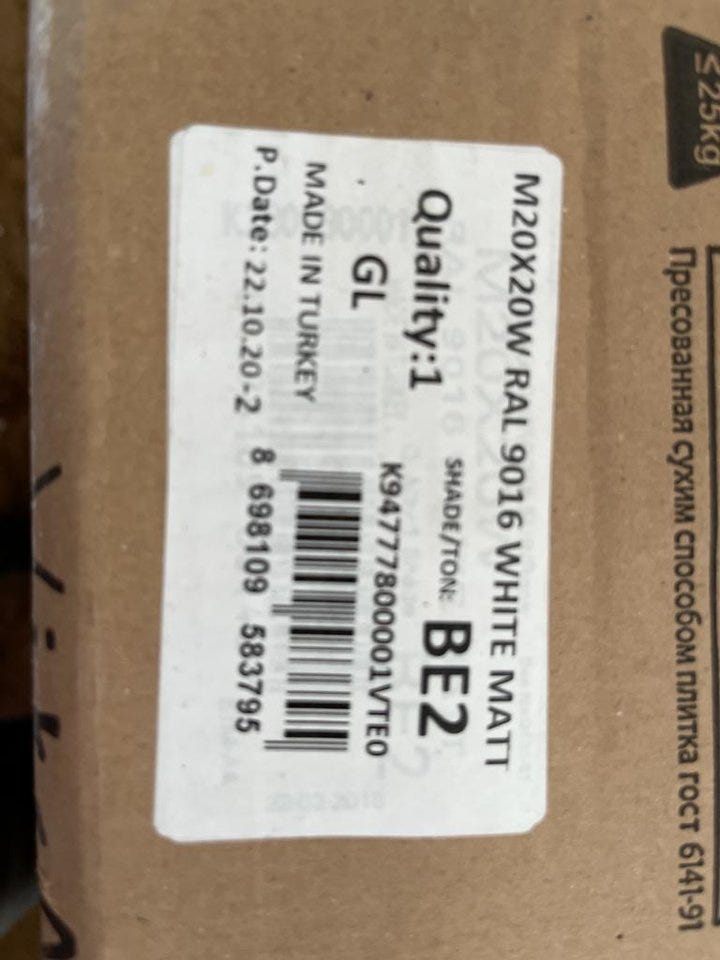 ≤25kg
Пресованная сухим способом плитка гост 6141-91
M20X20W RAL 9016 WHITE MATT
Quality:1 SHADE/TON: BE2
GL K94777800001VTE0
MADE IN TURKEY
P.Date: 22.10.20-2 8 698109 583795